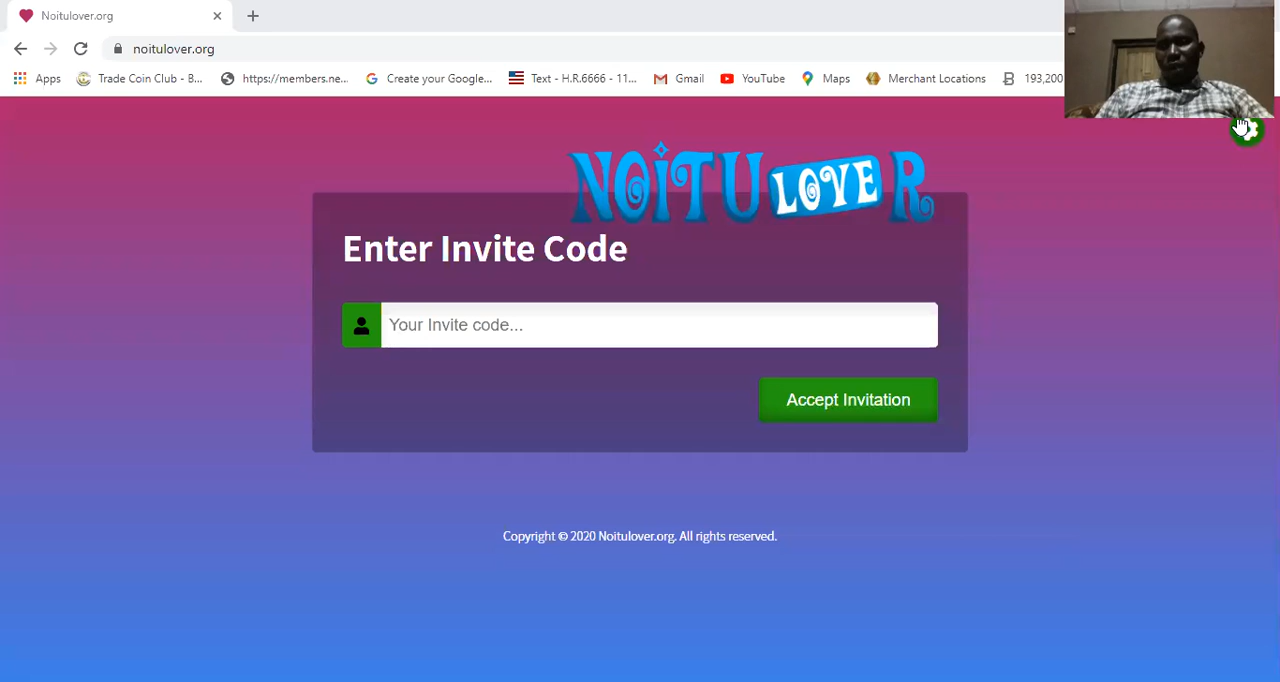 Noitulover.org
noitulover.org
Apps Trade Coin Club - B... https://members.ne... Create your Google... Text - H.R.6666 - 11... Gmail YouTube Maps Merchant Locations 193,200
NOiTU LOVE R
Enter Invite Code
Your Invite code...
Accept Invitation
Copyright © 2020 Noitulover.org. All rights reserved.